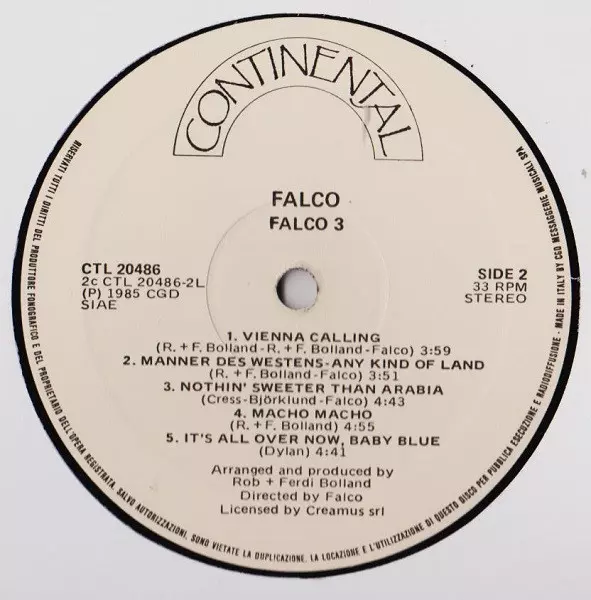 CONTINENTAL
FALCO
FALCO 3
CTL 20486
2c CTL 20486-2L
(P) 1985 CGD
SIAE
SIDE 2
33 RPM
STEREO
1. VIENNA CALLING
(R. + F. Bolland - R. + F. Bolland - Falco) 3:59
2. MANNER DES WESTENS-ANY KIND OF LAND
(R. + F. Bolland) 3:51
3. NOTHIN' SWEETER THAN ARABIA
(Cress-Björklund-Falco) 4:43
4. MACHO MACHO
(R. + F. Bolland) 4:55
5. IT'S ALL OVER NOW, BABY BLUE
(Dylan) 4:41
Arranged and produced by
Rob + Ferdi Bolland
Directed by Falco
Licensed by Creamus srl
RISERVATI TUTTI I DIRITTI DEL PRODUTTORE FONOGRAFICO E DEL PROPRIETARIO DELL'OPERA REGISTRATA. SALVO AUTORIZZAZIONI, SONO VIETATE LA DUPLICAZIONE, LA LOCAZIONE E L'UTILIZZAZIONE DI QUESTO DISCO PER PUBBLICA ESECUZIONE E RADIODIFFUSIONE - MADE IN ITALY BY CGD MESSAGGERIE MUSICALI SPA